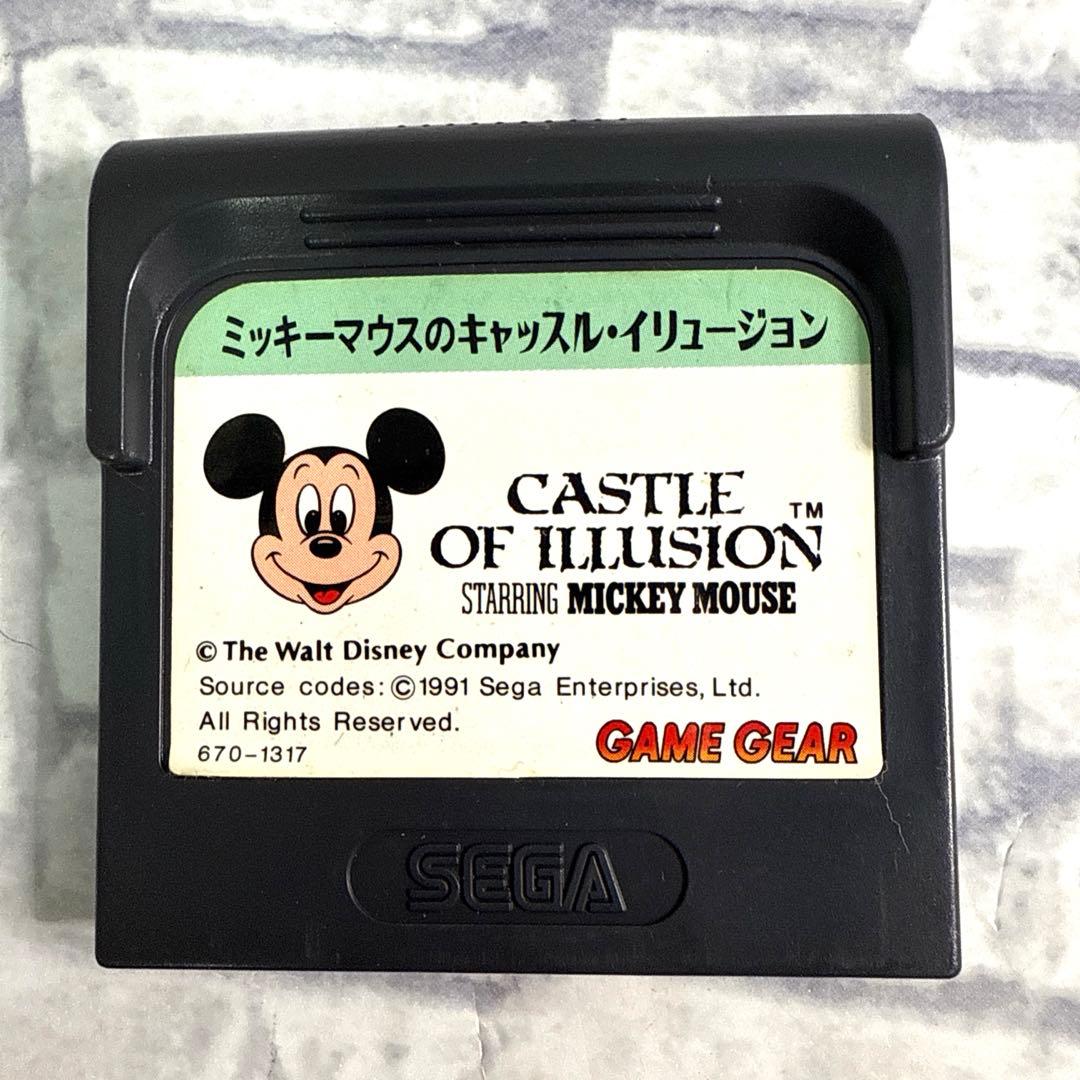 ミッキーマウスのキャッスル・イリュージョン
CASTLE
OF ILLUSION™
STARRING MICKEY MOUSE
© The Walt Disney Company
Source codes: ©1991 Sega Enterprises, Ltd.
All Rights Reserved.
670-1317
GAME GEAR
SEGA